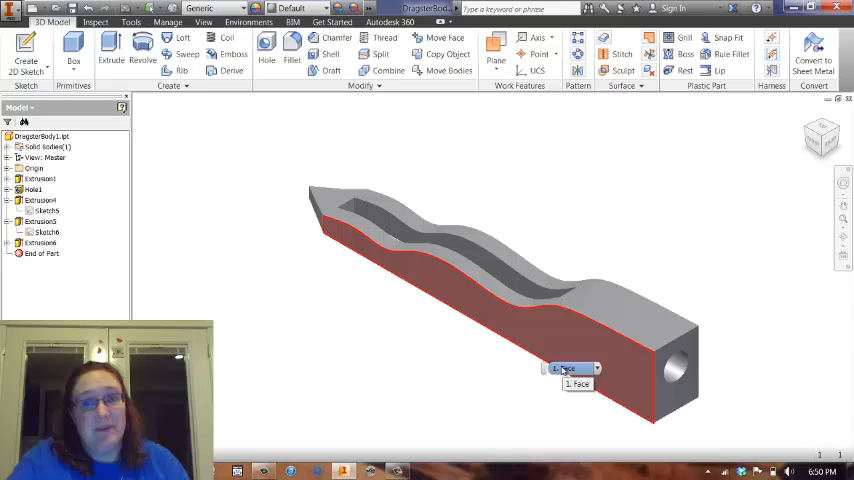 PRO
Generic
Default
DragsterBod...
Type a keyword or phrase
Sign In
3D Model Inspect Tools Manage View Environments BIM Get Started Autodesk 360
Create 2D Sketch
Box
Extrude
Revolve
Loft
Sweep
Rib
Coil
Emboss
Derive
Hole
Fillet
Chamfer
Shell
Draft
Thread
Split
Combine
Move Face
Copy Object
Move Bodies
Plane
Axis
Point
UCS
Stitch
Sculpt
Grill
Boss
Rest
Snap Fit
Rule Fillet
Lip
Convert to Sheet Metal
Sketch Primitives Create Modify Work Features Pattern Surface Plastic Part Harness Convert
Model
DragsterBody1.ipt
Solid Bodies(1)
View: Master
Origin
Extrusion1
Hole1
Extrusion4
Sketch5
Extrusion5
Sketch6
Extrusion6
End of Part
1. Face
1. Face
1 1
6:50 PM